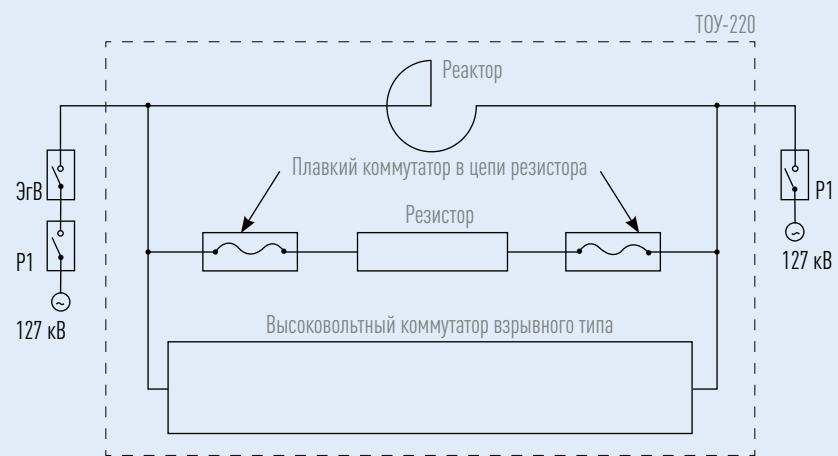 ТОУ-220
Реактор
Плавкий коммутатор в цепи резистора
ЭгВ
Р1
Резистор
Р1
127 кВ
127 кВ
Высоковольтный коммутатор взрывного типа